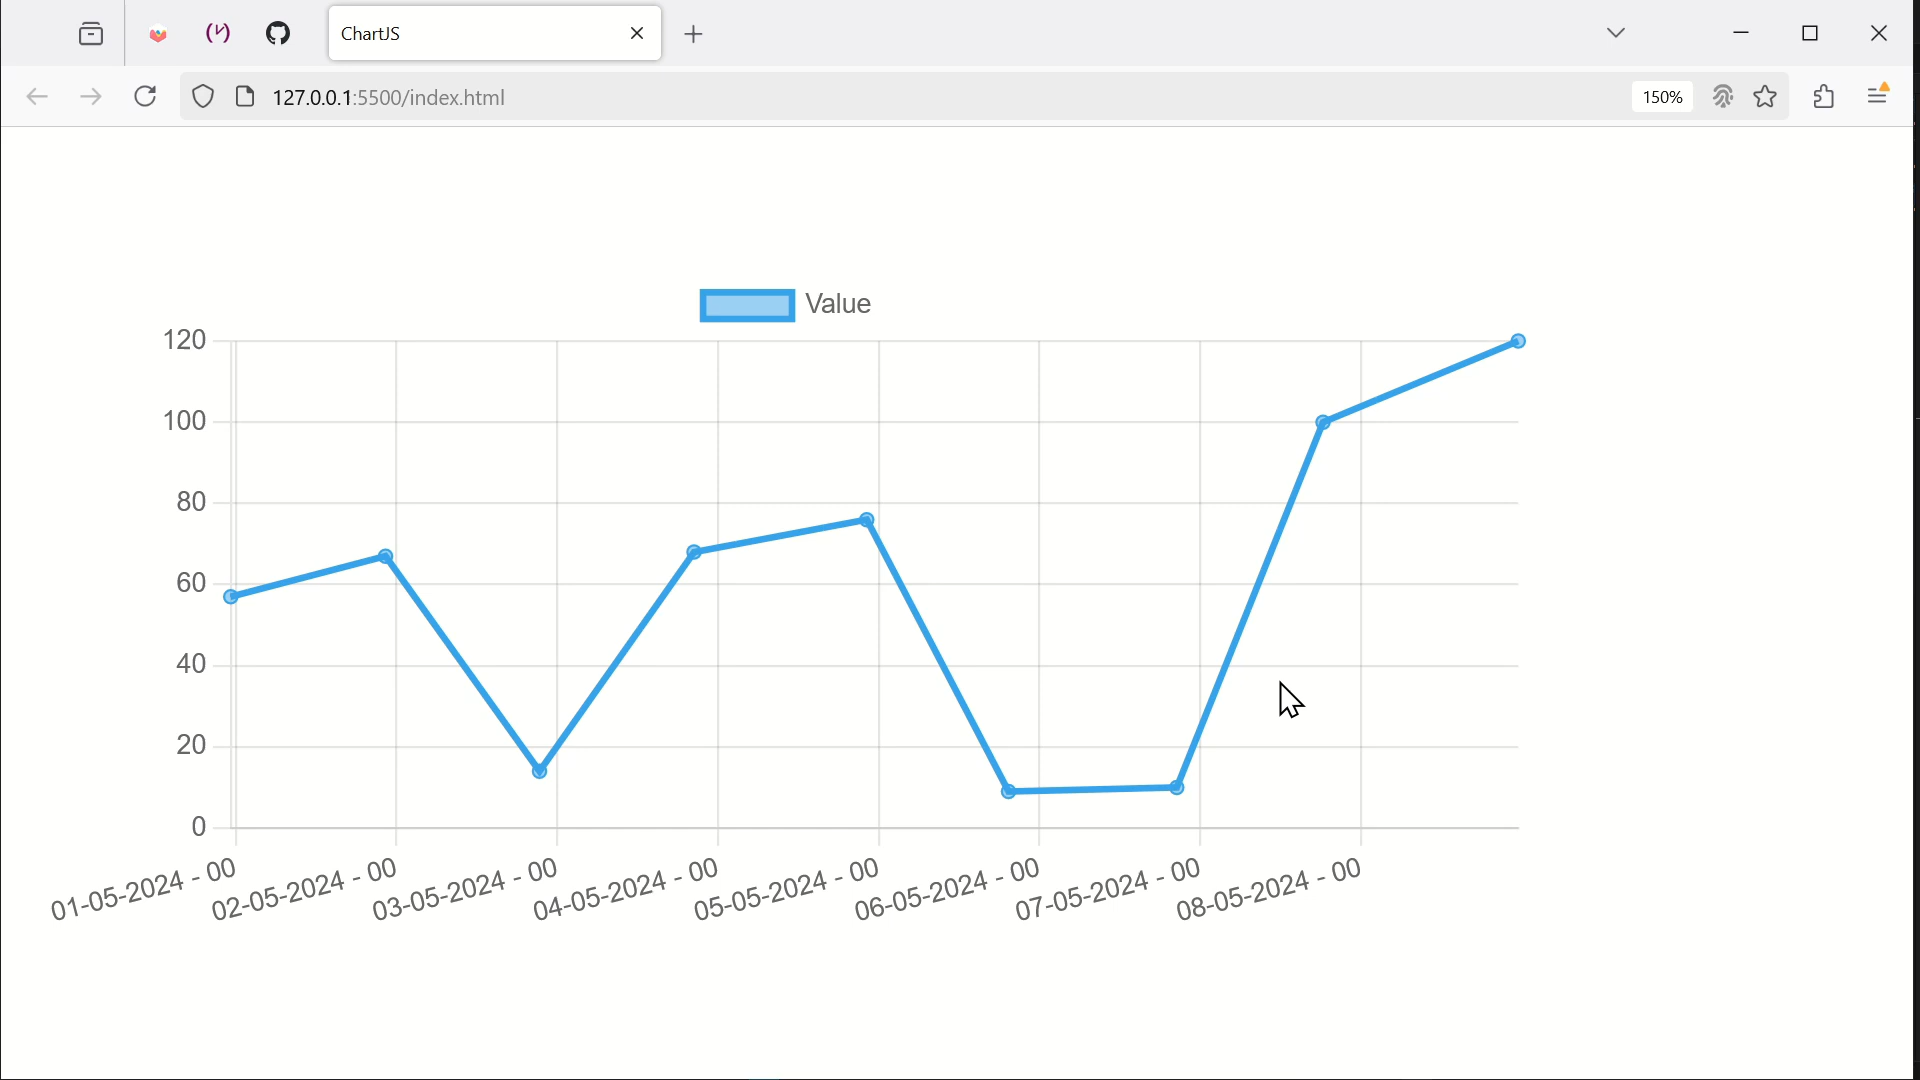 ChartJS
127.0.0.1:5500/index.html
150%
Value
120
100
80
60
40
20
0
01-05-2024 - 00
02-05-2024 - 00
03-05-2024 - 00
04-05-2024 - 00
05-05-2024 - 00
06-05-2024 - 00
07-05-2024 - 00
08-05-2024 - 00